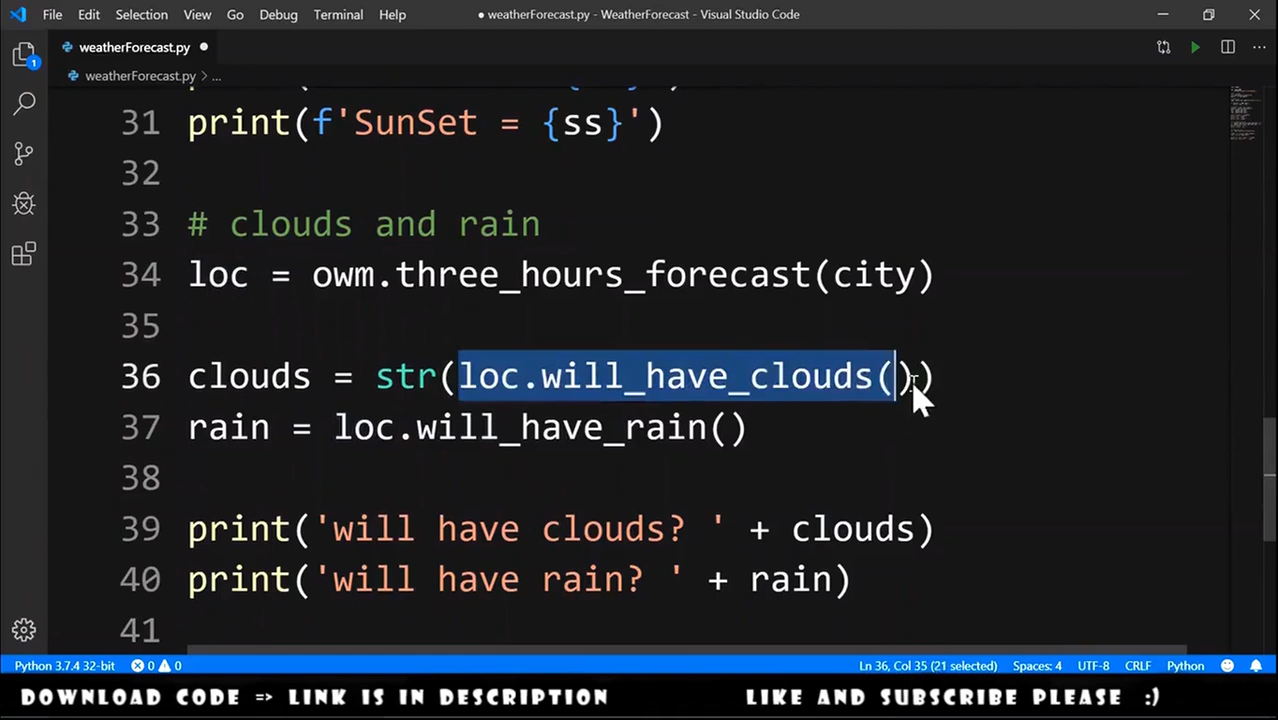 File Edit Selection View Go Debug Terminal Help ● weatherForecast.py - WeatherForecast - Visual Studio Code
weatherForecast.py ●
weatherForecast.py > ...
31 print(f'SunSet = {ss}')
32
33 # clouds and rain
34 loc = owm.three_hours_forecast(city)
35
36 clouds = str(loc.will_have_clouds())
37 rain = loc.will_have_rain()
38
39 print('will have clouds? ' + clouds)
40 print('will have rain? ' + rain)
41
1
Python 3.7.4 32-bit 0 0 Ln 36, Col 35 (21 selected) Spaces: 4 UTF-8 CRLF Python
DOWNLOAD CODE => LINK IS IN DESCRIPTION LIKE AND SUBSCRIBE PLEASE :)